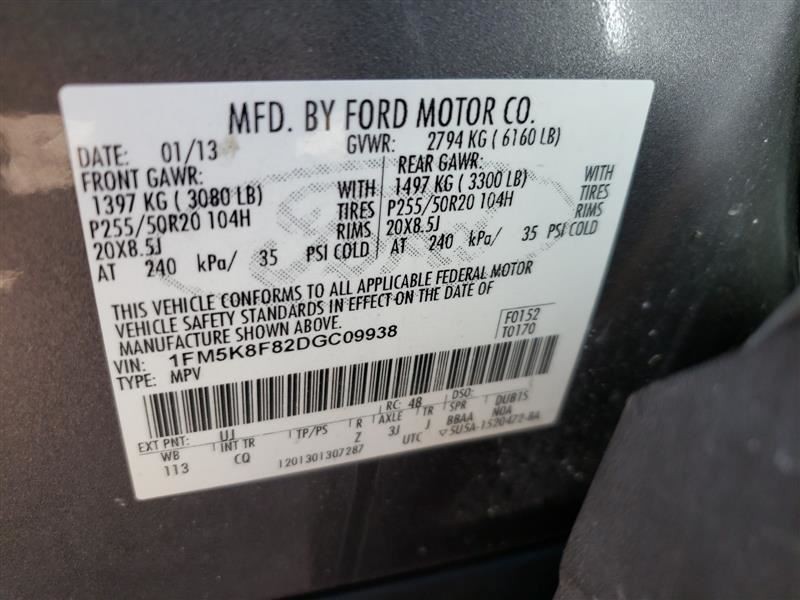 MFD. BY FORD MOTOR CO.
DATE: 01/13 GVWR: 2794 KG ( 6160 LB)
FRONT GAWR: REAR GAWR:
1397 KG ( 3080 LB) WITH 1497 KG ( 3300 LB) WITH
P255/50R20 104H TIRES P255/50R20 104H TIRES
20X8.5J RIMS 20X8.5J RIMS
AT 240 kPa/ 35 PSI COLD AT 240 kPa/ 35 PSI COLD
THIS VEHICLE CONFORMS TO ALL APPLICABLE FEDERAL MOTOR
VEHICLE SAFETY STANDARDS IN EFFECT ON THE DATE OF
MANUFACTURE SHOWN ABOVE.
VIN: 1FM5K8F82DGC09938 F0152
TYPE: MPV T0170
EXT PNT: UJ RC: 48 DSO:
WB INT TR TP/PS R AXLE TR SPR DUB15
113 CQ Z 3J J BBAA NOA
1201301307287 UTC 5U5A-1520472-BA